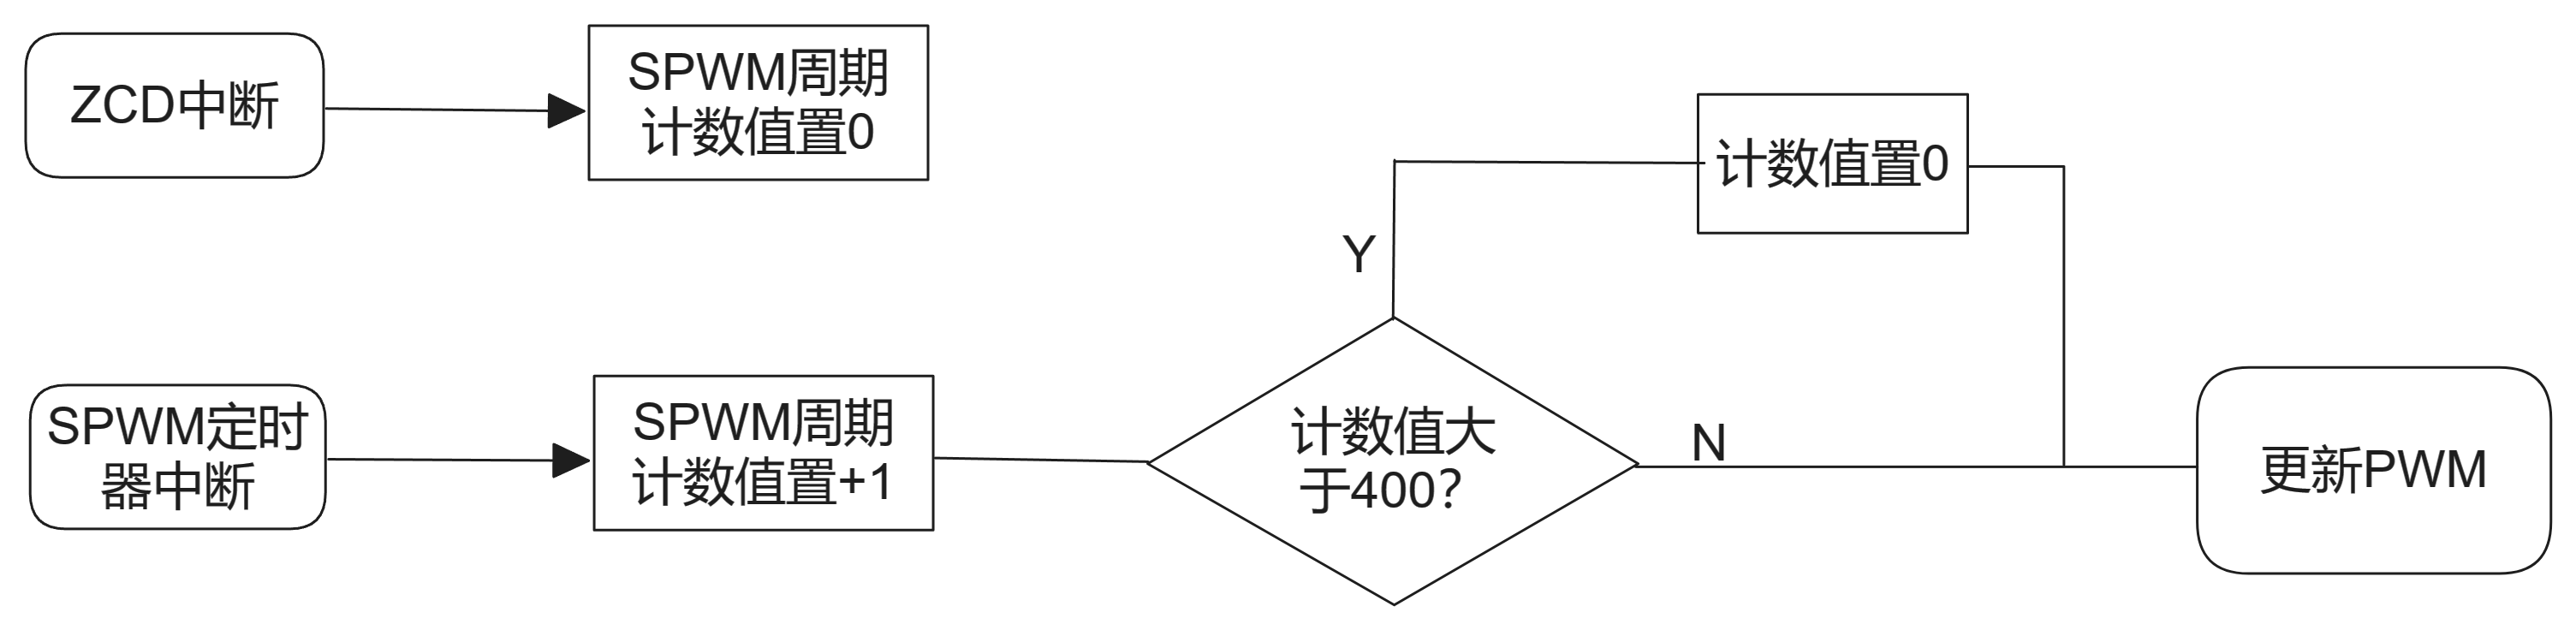 ZCD中断
SPWM周期
计数值置0
计数值置0
Y
SPWM定时
器中断
SPWM周期
计数值置+1
计数值大
于400？
N
更新PWM